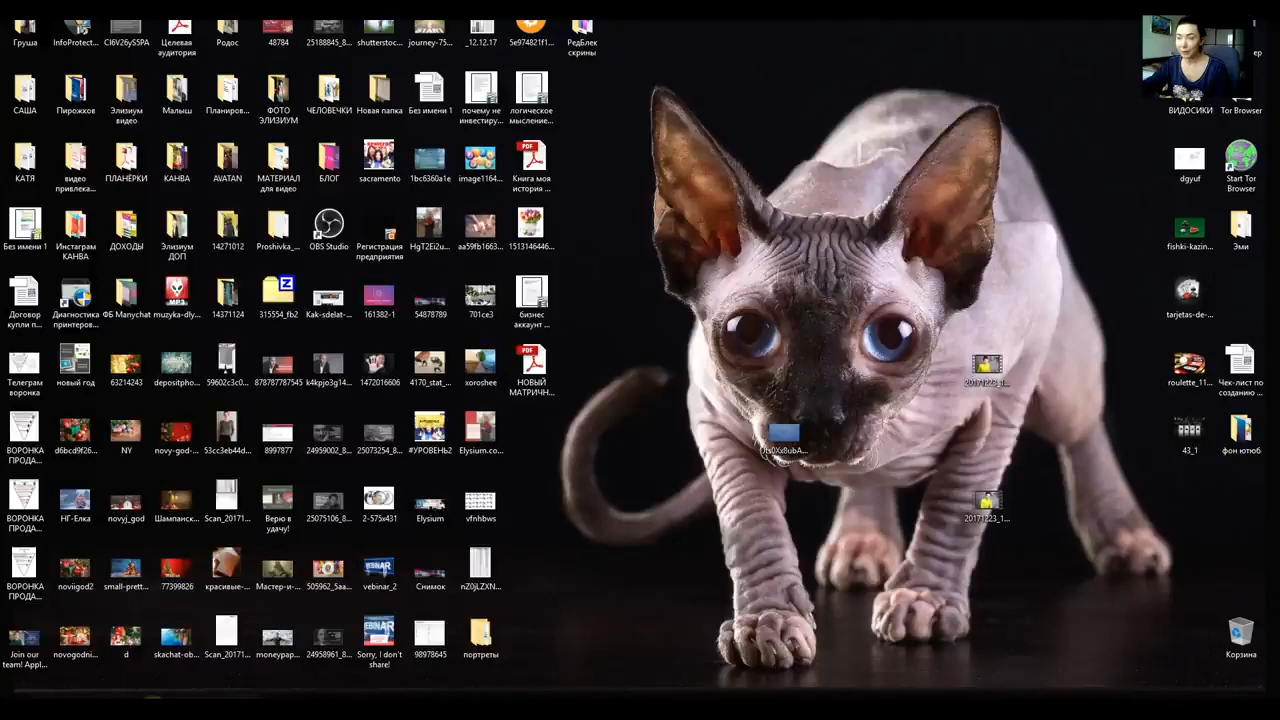 Груша
InfoProtect...
CI6V26ySSPA
Целевая
аудитория
Родос
48784
25188845_8...
shutterstoc...
journey-75...
_12.12.17
5e974821f1...
РедБлек
скрины
САША
Пирожков
Элизиум
видео
Малыш
Планиров...
ФОТО
ЭЛИЗИУМ
ЧЕЛОВЕЧКИ
Новая папка
Без имени 1
почему не
инвестиру...
логическое
мысление...
ВИДОСИКИ
Tor Browser
КАТЯ
видео
привлека...
ПЛАНЁРКИ
КАНВА
AVATAN
МАТЕРИАЛ
для видео
БЛОГ
sacramento
1bc6360a1e
image1164...
Книга моя
история ...
dgyuf
Start Tor
Browser
Без имени 1
Инстаграм
КАНВА
ДОХОДЫ
Элизиум
ДОП
14271012
Proshivka_...
OBS Studio
Регистрация
предприятия
HgT2Ei2u...
aa59fb1663...
1513146446...
fishki-kazin...
Эми
Договор
купли п...
Диагностика
принтеров...
ФБ Manychat
muzyka-dly...
14371124
315554_fb2
Kak-sdelat-...
161382-1
54878789
701ce3
бизнес
аккаунт ...
tarjetas-de-...
Телеграм
воронка
новый год
63214243
depositpho...
59602c3c0...
878787787545
k4kpjo3g14...
1472016606
4170_stat_...
xoroshee
НОВЫЙ
МАТРИЧН...
20171223_1...
roulette_11...
Чек-лист по
созданию ...
ВОРОНКА
ПРОДА...
d6bcd9f26...
NY
novy-god-...
53cc3eb44d...
8997877
24959002_8...
25073254_8...
#УРОВЕНЬ2
Elysium.co...
43_1
фон ютюб
ВОРОНКА
ПРОДА...
НГ-Елка
novyj_god
Шампанск...
Scan_20171...
Верю в
удачу!
25075106_8...
2-575x431
Elysium
vfnhbws
20171223_1...
ВОРОНКА
ПРОДА...
noviigod2
small-prett...
77399826
красивые-...
Мастер-и-...
505962_5aa...
vebinar_2
Снимок
nZ0jLZXN...
Join our
team! Appl...
novogodni...
d
skachat-ob...
Scan_20171...
moneypap...
24958961_8...
Sorry, I don't
share!
98978645
портреты
Корзина